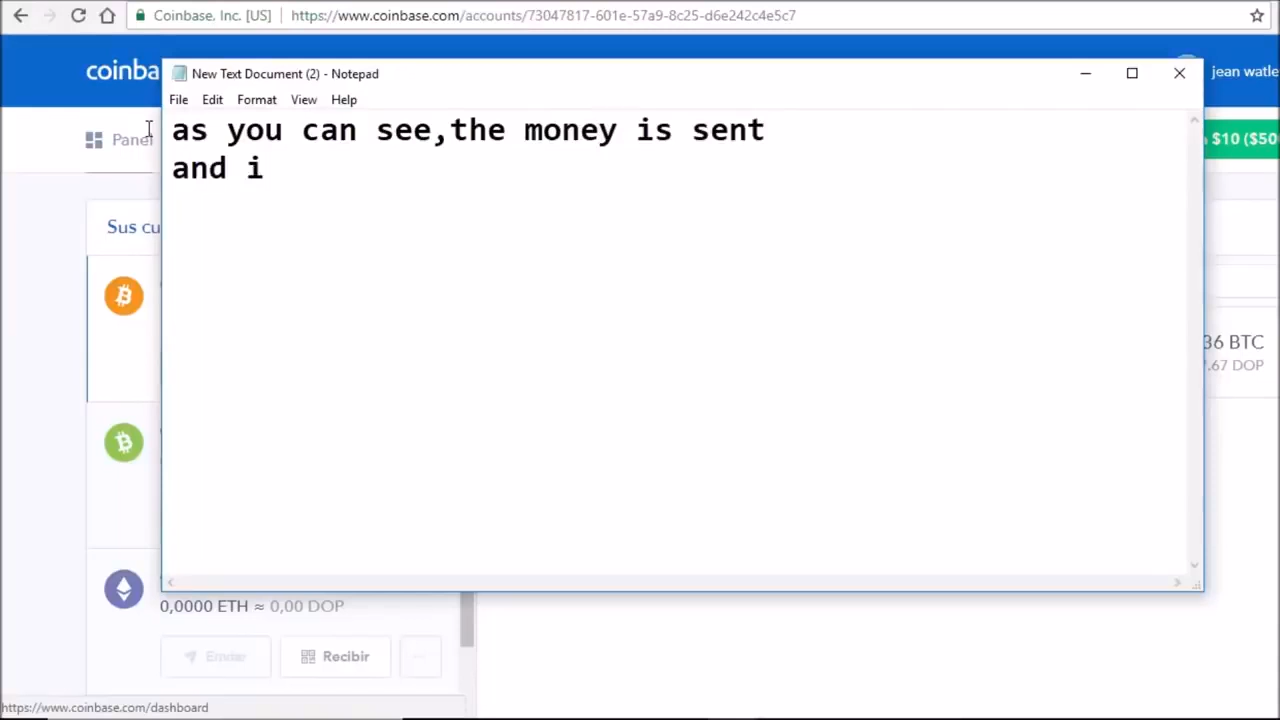 Coinbase. Inc. [US]
https://www.coinbase.com/accounts/73047817-601e-57a9-8c25-d6e242c4e5c7
coinba
New Text Document (2) - Notepad
jean watle
File Edit Format View Help
as you can see,the money is sent
and i
Panel
$10 ($50
Sus cu
36 BTC
.67 DOP
0,0000 ETH ≈ 0,00 DOP
Enviar
Recibir
https://www.coinbase.com/dashboard